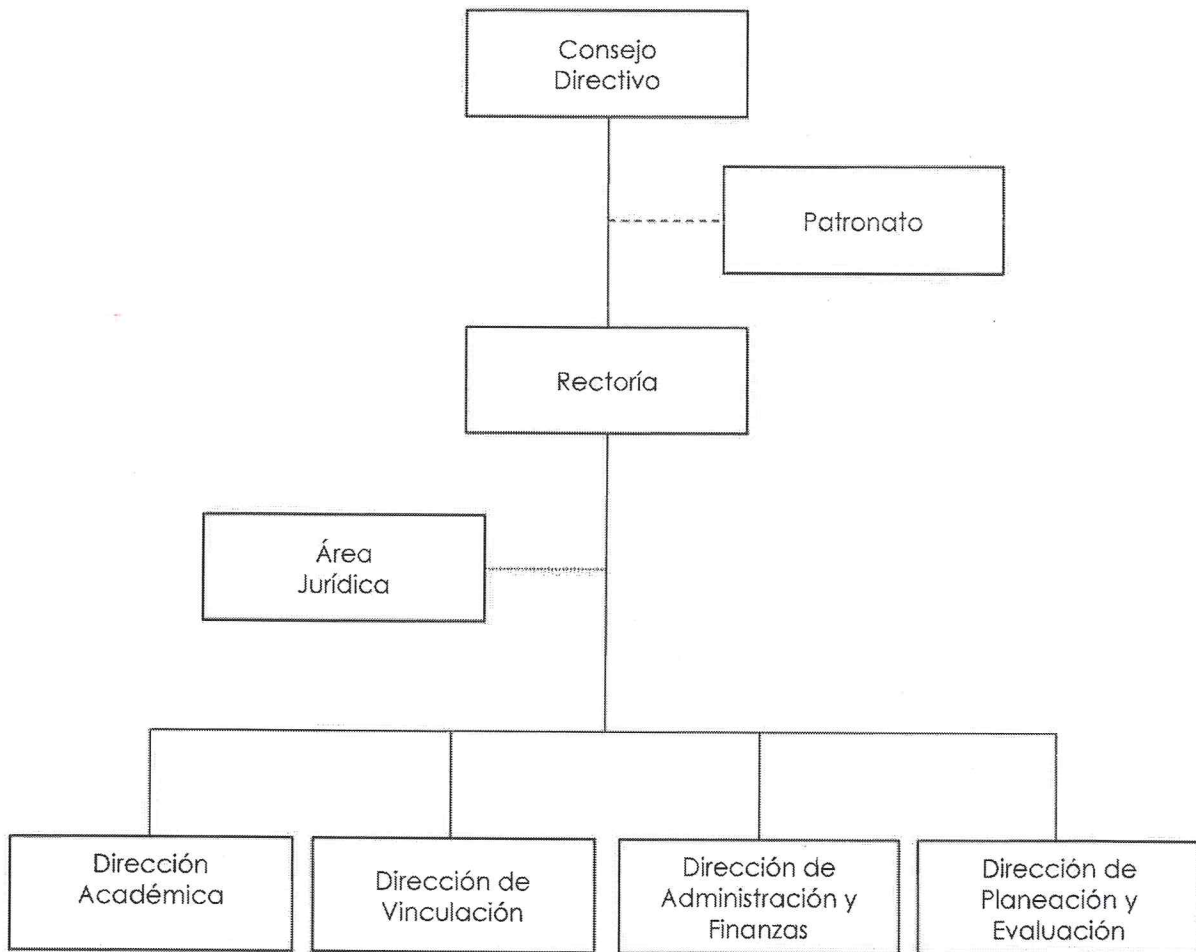 Consejo
Directivo
Patronato
Rectoría
Área
Jurídica
Dirección
Académica
Dirección de
Vinculación
Dirección de
Administración y
Finanzas
Dirección de
Planeación y
Evaluación